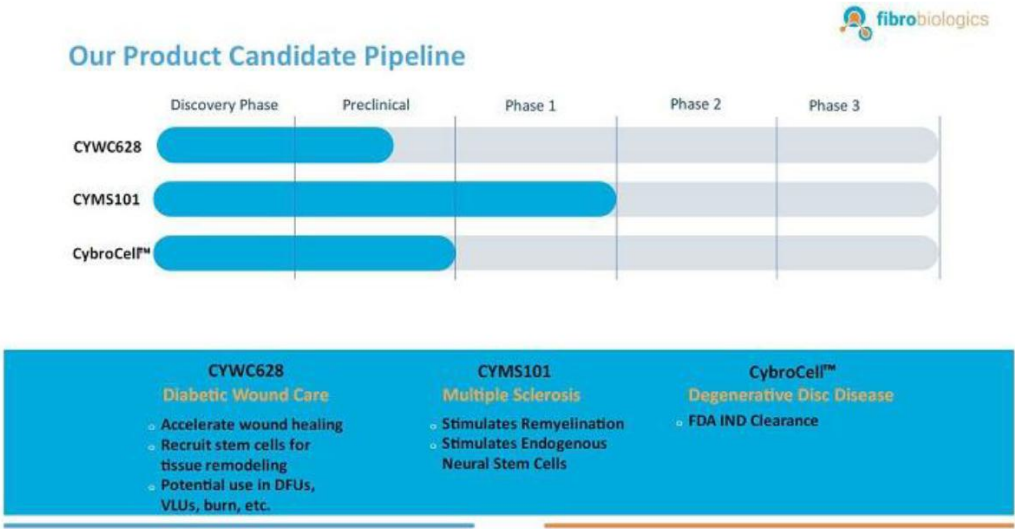 fibrobiologics
Our Product Candidate Pipeline
Discovery Phase Preclinical Phase 1 Phase 2 Phase 3
CYWC628
CYMS101
CybroCell™
CYWC628
Diabetic Wound Care
Accelerate wound healing
Recruit stem cells for
tissue remodeling
Potential use in DFUs,
VLUs, burn, etc.
CYMS101
Multiple Sclerosis
Stimulates Remyelination
Stimulates Endogenous
Neural Stem Cells
CybroCell™
Degenerative Disc Disease
FDA IND Clearance